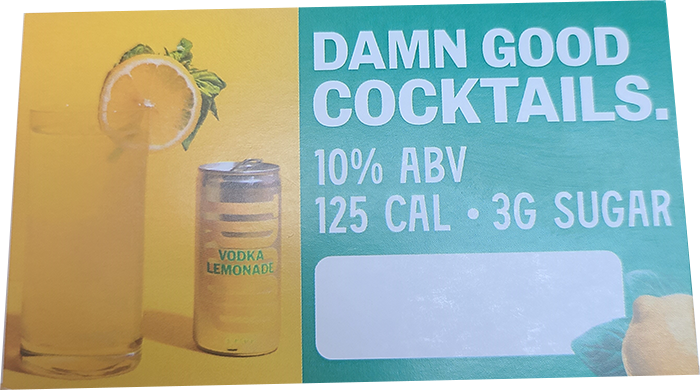 DAMN GOOD
COCKTAILS.
10% ABV
125 CAL • 3G SUGAR
VODKA
LEMONADE